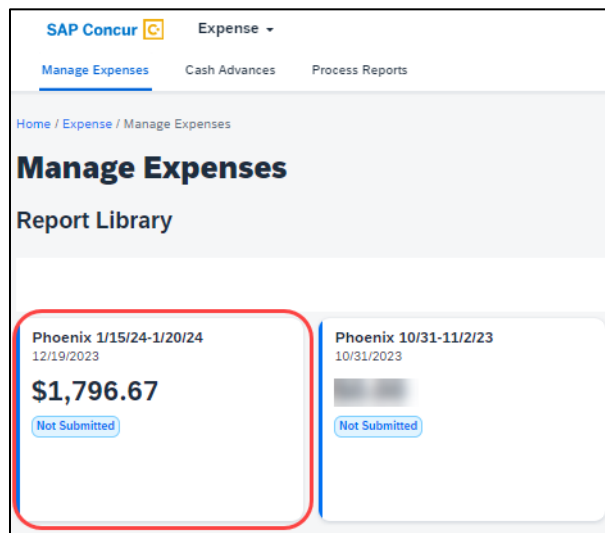 SAP Concur C Expense
Manage Expenses Cash Advances Process Reports
Home / Expense / Manage Expenses
Manage Expenses
Report Library
Phoenix 1/15/24-1/20/24
12/19/2023
$1,796.67
Not Submitted
Phoenix 10/31-11/2/23
10/31/2023
Not Submitted